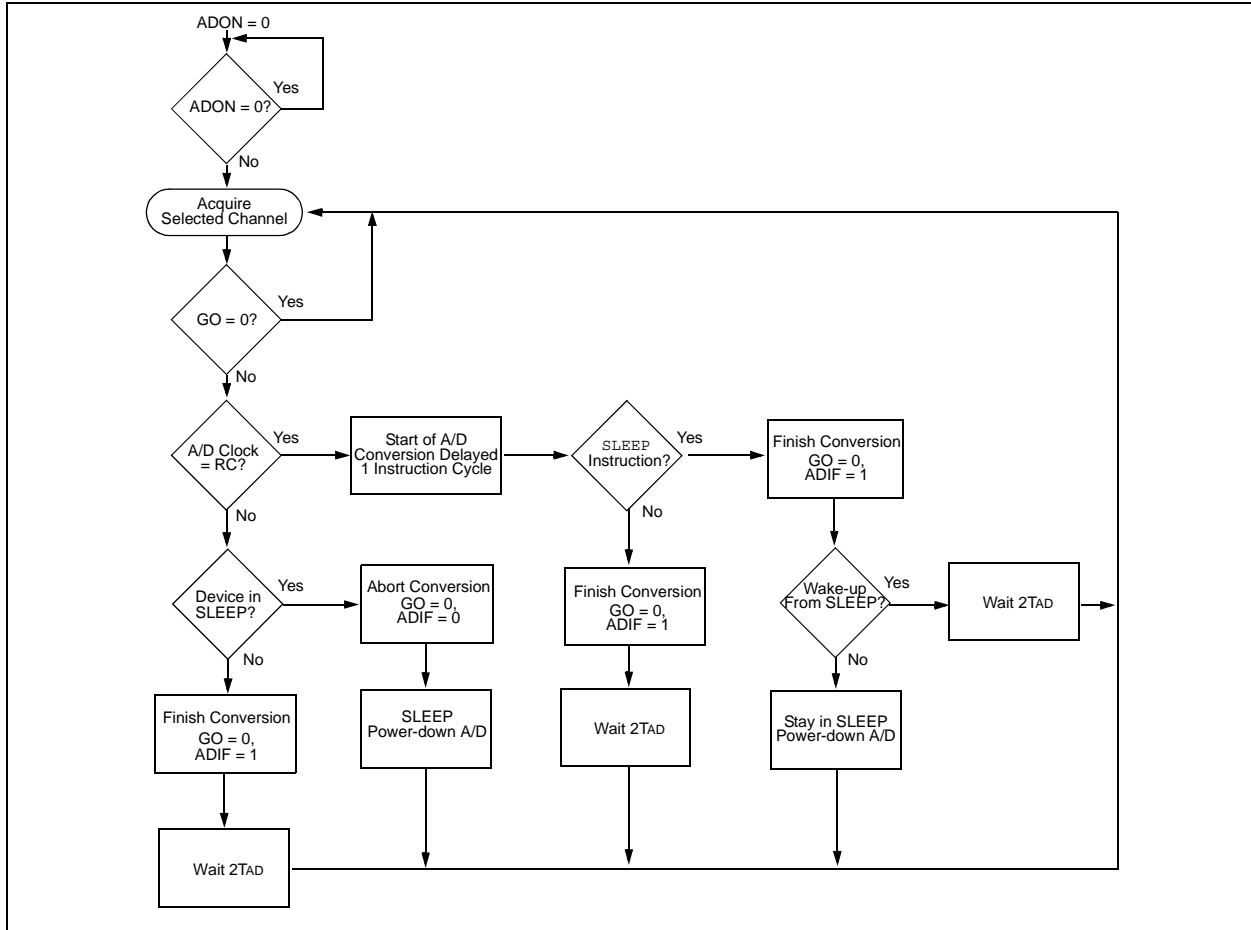 ADON = 0
Yes
ADON = 0?
No
Acquire
Selected Channel
Yes
GO = 0?
No
Yes
A/D Clock
= RC?
No
Start of A/D
Conversion Delayed
1 Instruction Cycle
SLEEP
Instruction?
Yes
No
Finish Conversion
GO = 0,
ADIF = 1
Yes
Device in
SLEEP?
No
Abort Conversion
GO = 0,
ADIF = 0
Finish Conversion
GO = 0,
ADIF = 1
Wake-up
From SLEEP?
Yes
No
Wait 2TAD
Finish Conversion
GO = 0,
ADIF = 1
SLEEP
Power-down A/D
Wait 2TAD
Stay in SLEEP
Power-down A/D
Wait 2TAD